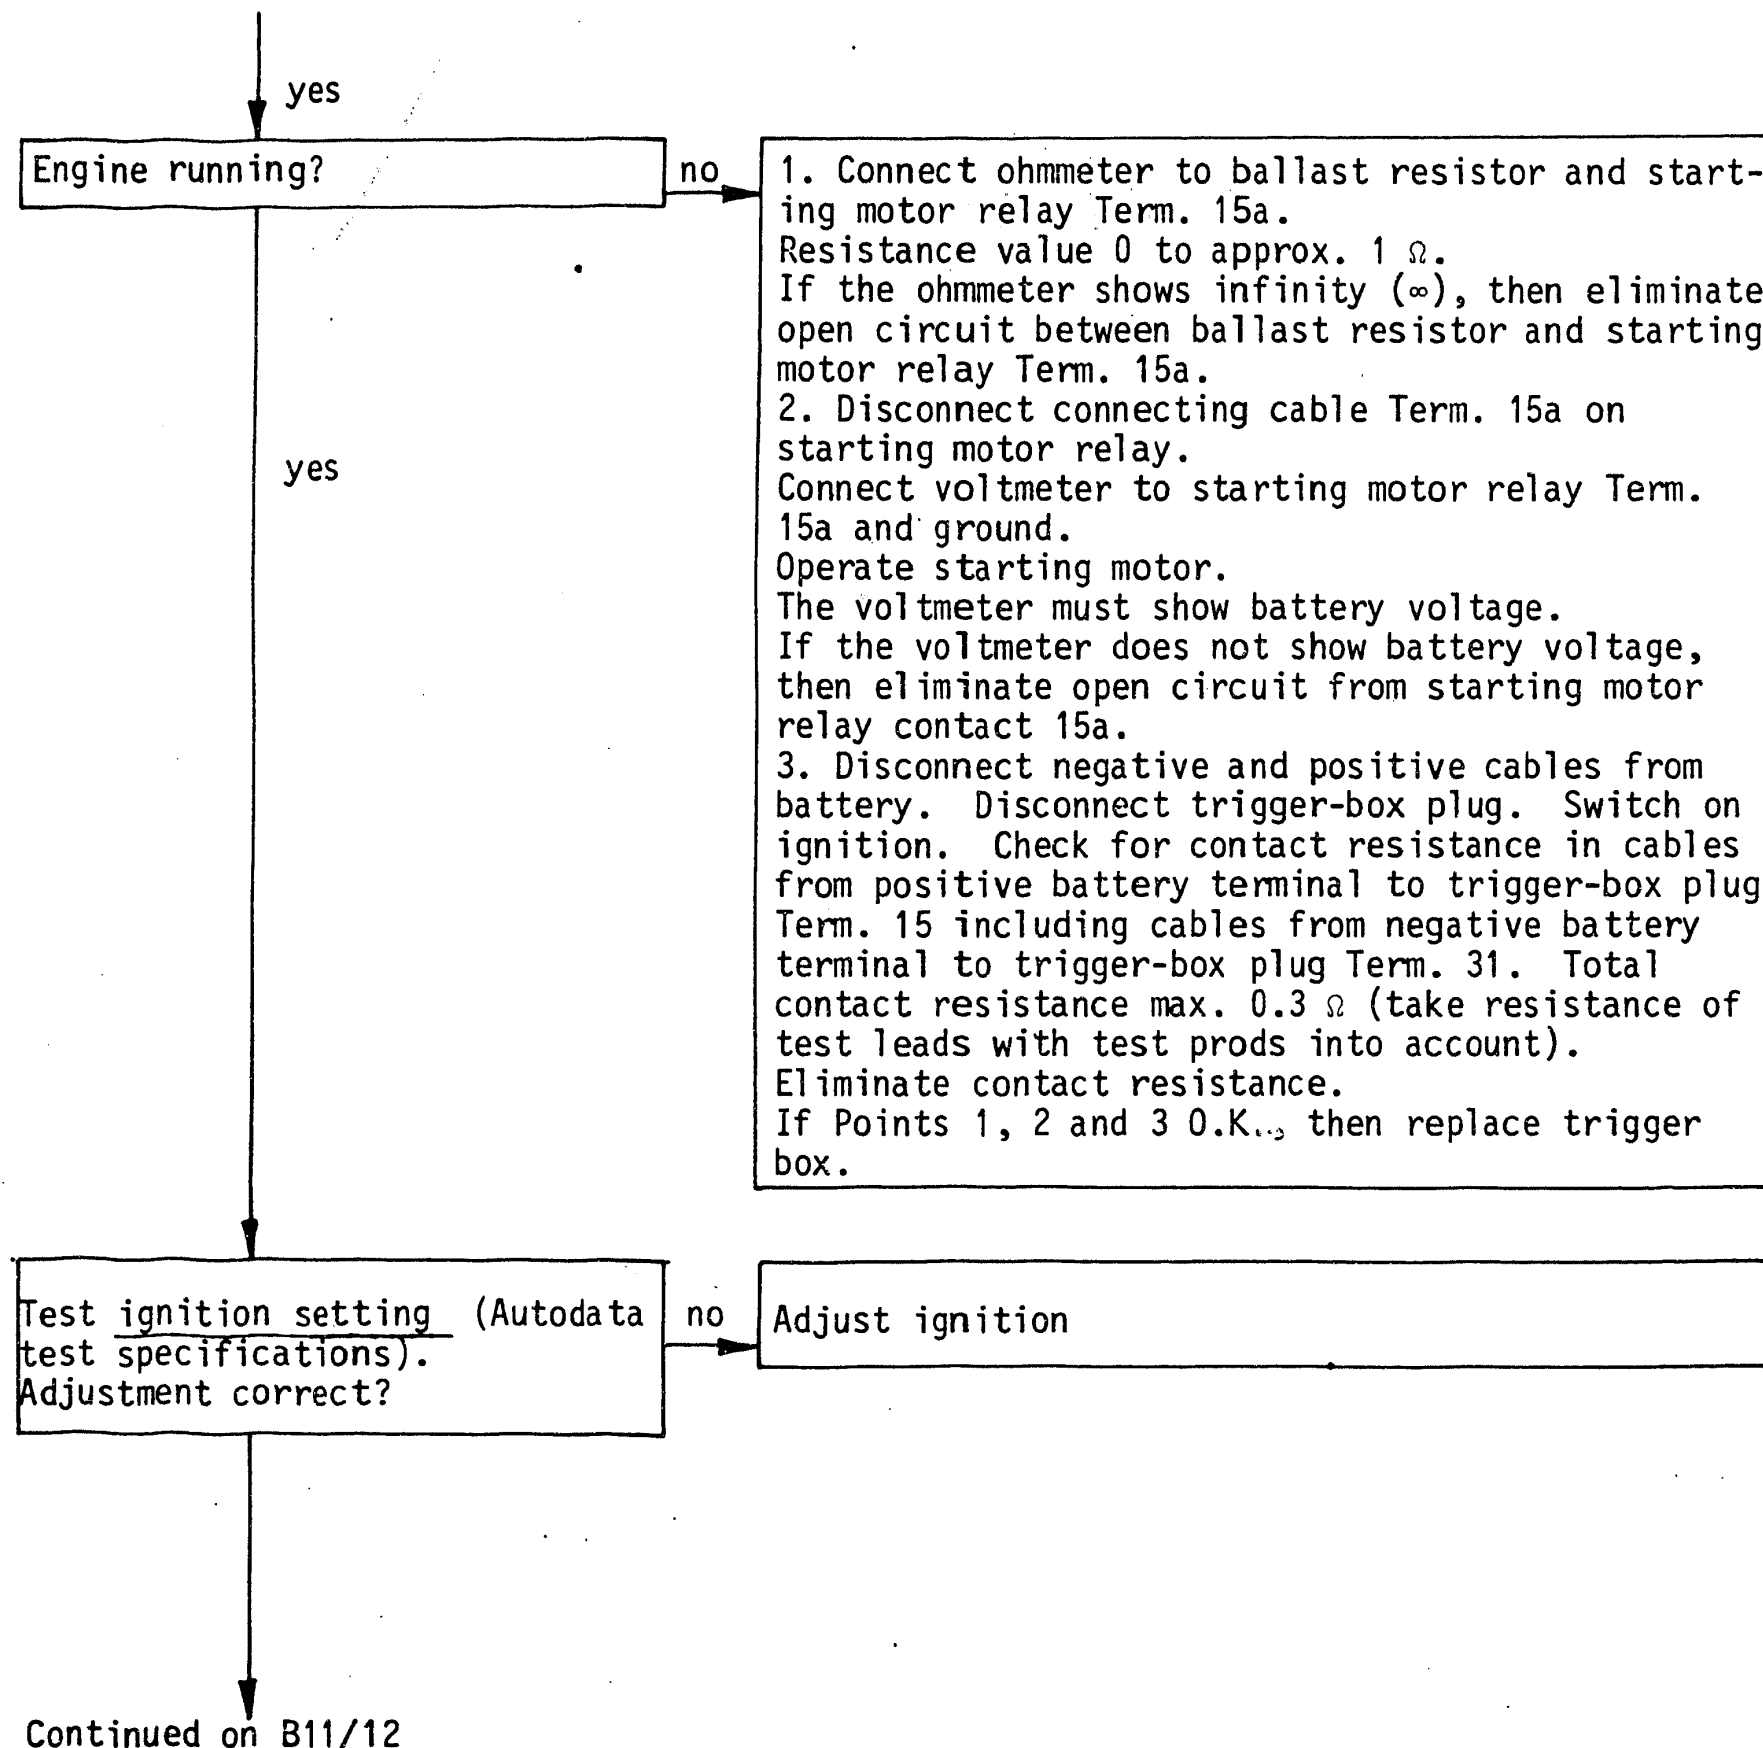 yes
Engine running?
no
1. Connect ohmmeter to ballast resistor and start-
ing motor relay Term. 15a.
Resistance value 0 to approx. 1 Ω.
If the ohmmeter shows infinity (∞), then eliminate
open circuit between ballast resistor and starting
motor relay Term. 15a.
2. Disconnect connecting cable Term. 15a on
starting motor relay.
Connect voltmeter to starting motor relay Term.
15a and ground.
Operate starting motor.
The voltmeter must show battery voltage.
If the voltmeter does not show battery voltage,
then eliminate open circuit from starting motor
relay contact 15a.
3. Disconnect negative and positive cables from
battery. Disconnect trigger-box plug. Switch on
ignition. Check for contact resistance in cables
from positive battery terminal to trigger-box plug
Term. 15 including cables from negative battery
terminal to trigger-box plug Term. 31. Total
contact resistance max. 0.3 Ω (take resistance of
test leads with test prods into account).
Eliminate contact resistance.
If Points 1, 2 and 3 O.K., then replace trigger
box.
yes
Test ignition setting (Autodata
test specifications).
Adjustment correct?
no
Adjust ignition
Continued on B11/12